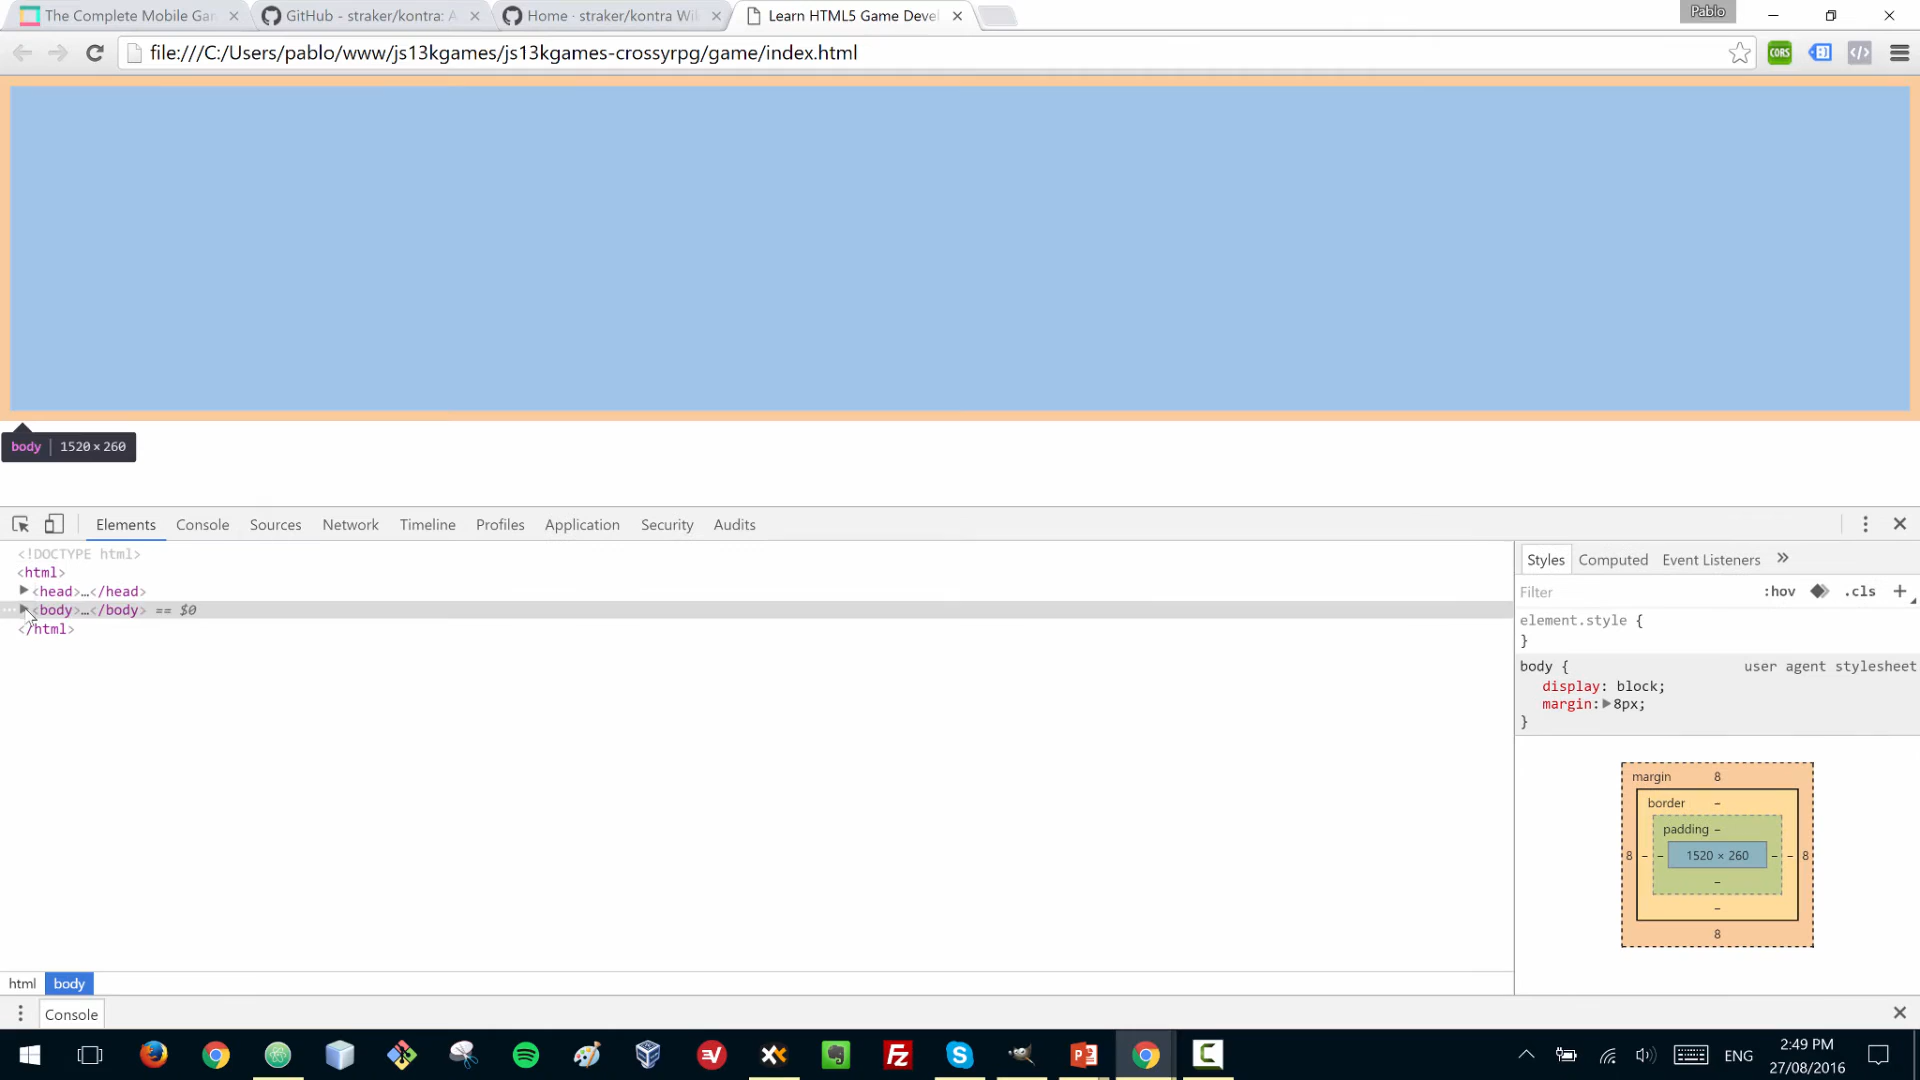 The Complete Mobile Gan
GitHub - straker/kontra: A
Home · straker/kontra Wi
Learn HTML5 Game Deve
Pablo
file:///C:/Users/pablo/www/js13kgames/js13kgames-crossyrpg/game/index.html
CORS
body 1520 × 260
Elements Console Sources Network Timeline Profiles Application Security Audits
<!DOCTYPE html>
<html>
<head>…</head>
<body>…</body> == $0
</html>
Styles Computed Event Listeners »
Filter :hov .cls +
element.style {
}
body { user agent stylesheet
display: block;
margin: 8px;
}
margin 8
border –
padding –
8 – – 1520 × 260 – – 8
–
–
8
html body
Console
ENG
2:49 PM
27/08/2016